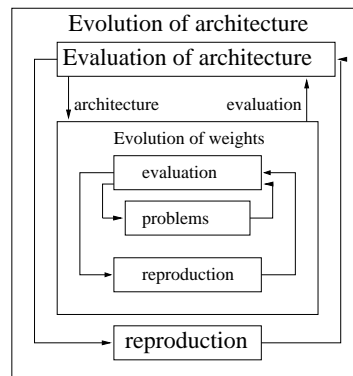 Evolution of architecture
Evaluation of architecture
architecture evaluation
Evolution of weights
evaluation
problems
reproduction
reproduction